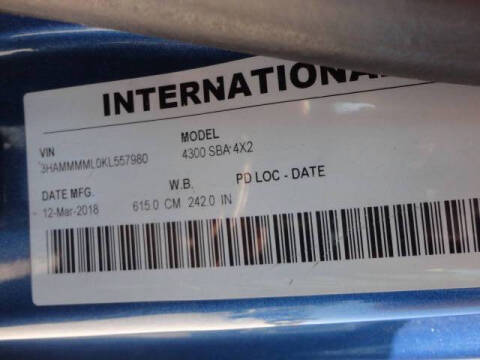 INTERNATIONAL
VIN MODEL
3HAMMMML0KL557980 4300 SBA 4X2
DATE MFG. W.B. PD LOC - DATE
12-Mar-2018 615.0 CM 242.0 IN